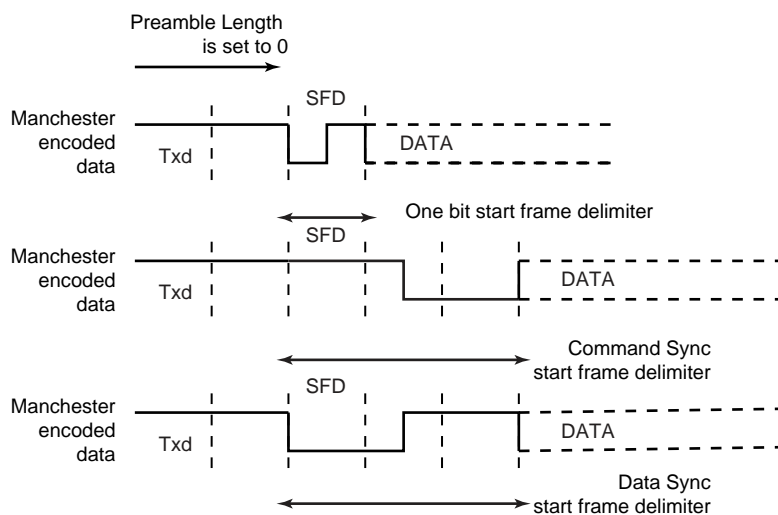 Preamble Length
is set to 0
SFD
Manchester
encoded
data
Txd
DATA
One bit start frame delimiter
SFD
Manchester
encoded
data
Txd
DATA
Command Sync
start frame delimiter
SFD
Manchester
encoded
data
Txd
DATA
Data Sync
start frame delimiter